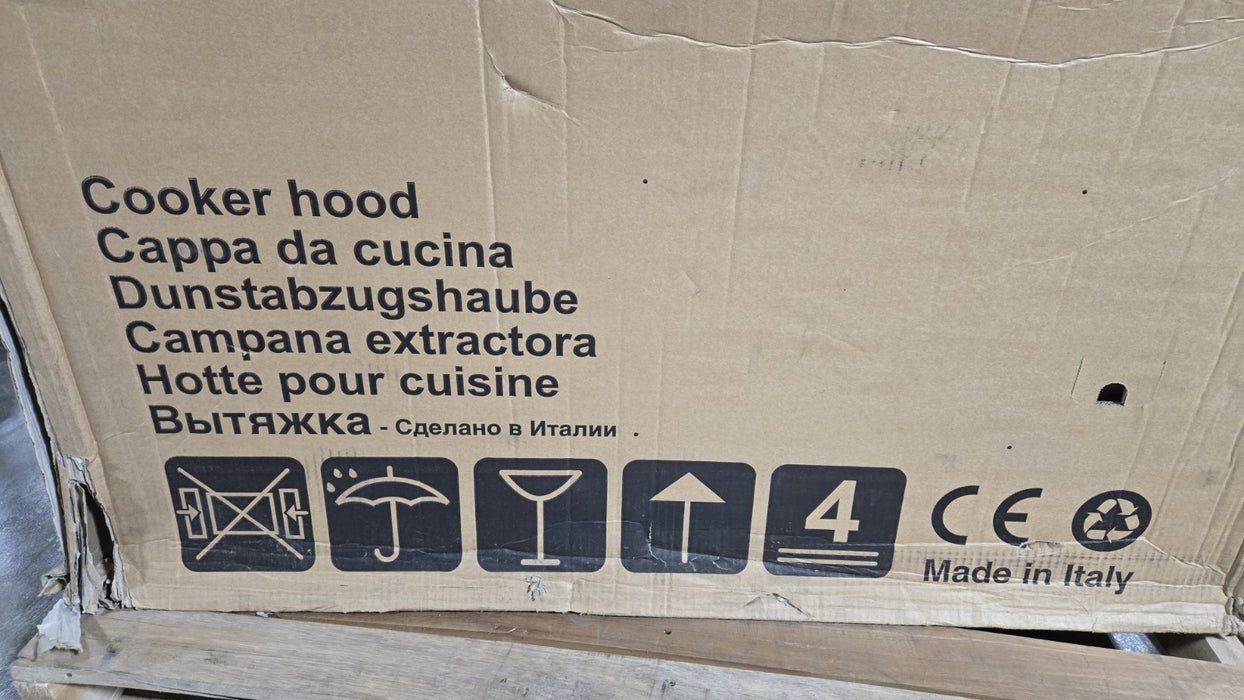 Cooker hood
Cappa da cucina
Dunstabzugshaube
Campana extractora
Hotte pour cuisine
Вытяжка - Сделано в Италии .
4
CE
Made in Italy